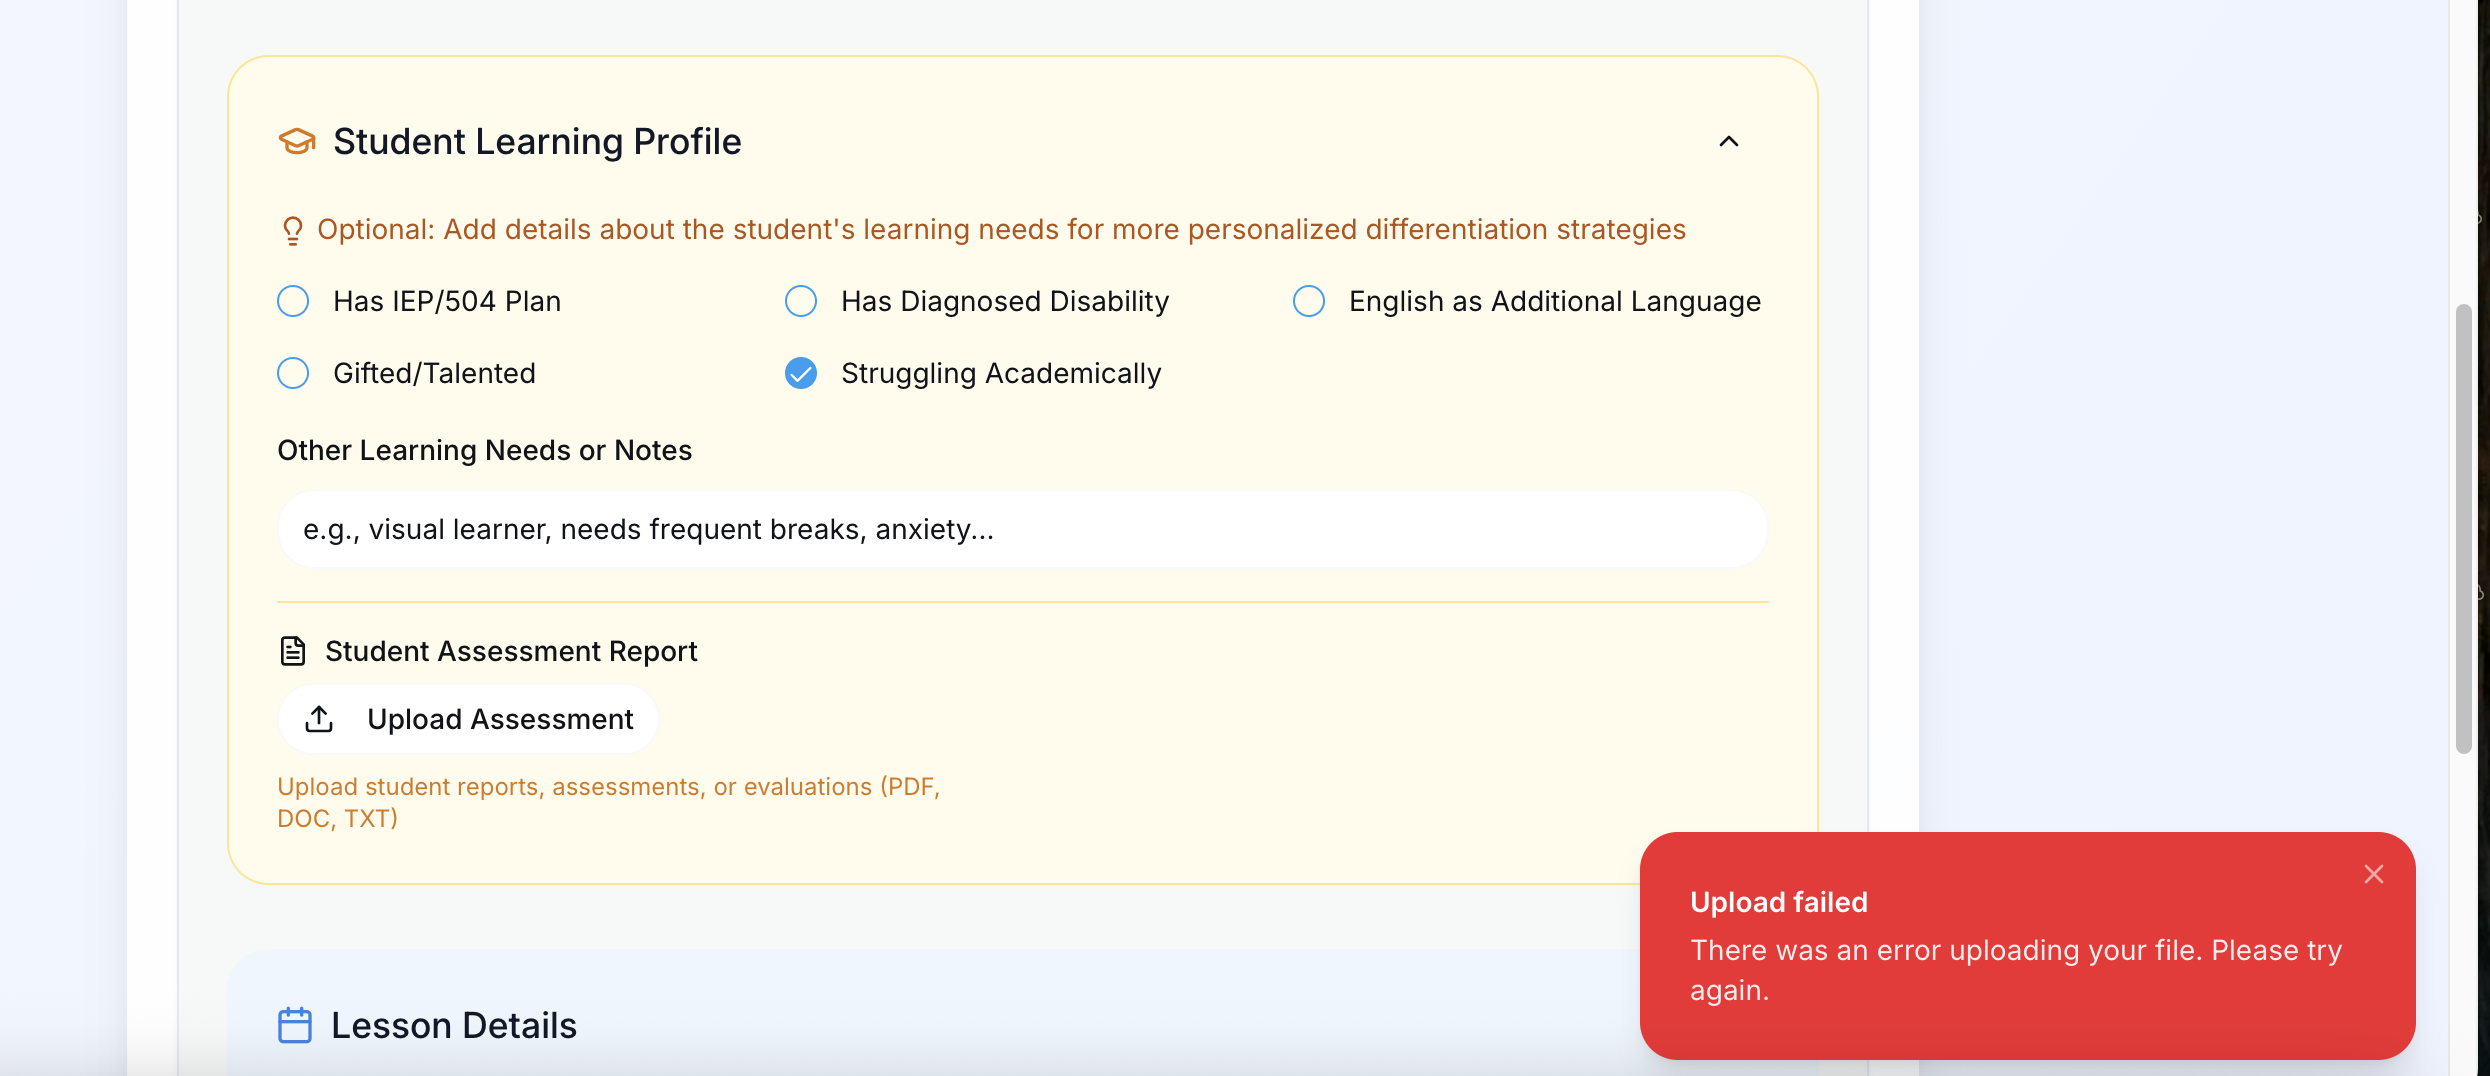 Student Learning Profile
Optional: Add details about the student's learning needs for more personalized differentiation strategies
Has IEP/504 Plan
Has Diagnosed Disability
English as Additional Language
Gifted/Talented
Struggling Academically
Other Learning Needs or Notes
e.g., visual learner, needs frequent breaks, anxiety...
Student Assessment Report
Upload Assessment
Upload student reports, assessments, or evaluations (PDF,
DOC, TXT)
Upload failed
There was an error uploading your file. Please try
again.
Lesson Details